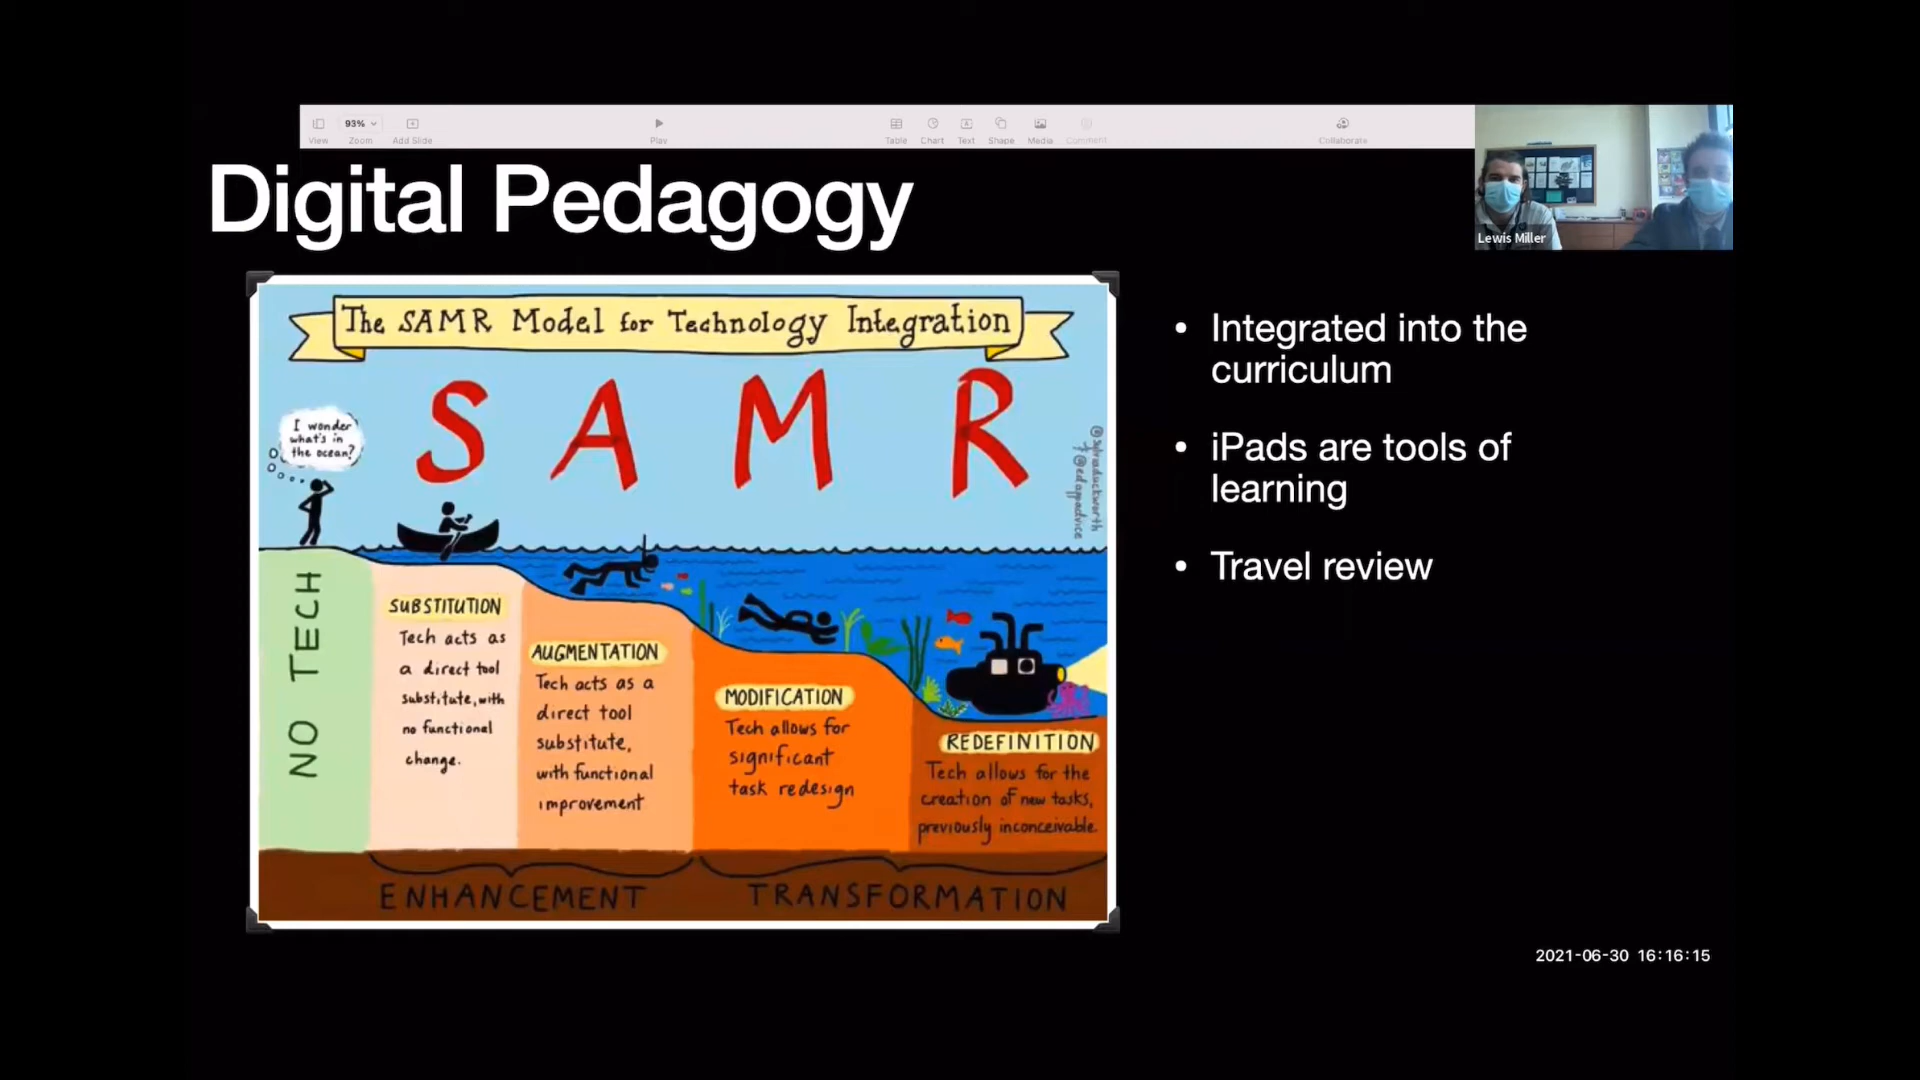 93%
View
Zoom
Add Slide
Play
Table
Chart
Text
Shape
Media
Comment
Collaborate
Digital Pedagogy
Lewis Miller
The SAMR Model for Technology Integration
S A M R
I wonder
what's in
the ocean?
@sylviaduckworth
+ @edappadvice
NO TECH
SUBSTITUTION
Tech acts as
a direct tool
substitute, with
no functional
change.
AUGMENTATION
Tech acts as a
direct tool
substitute,
with functional
improvement
MODIFICATION
Tech allows for
significant
task redesign
REDEFINITION
Tech allows for the
creation of new tasks,
previously inconceivable.
ENHANCEMENT
TRANSFORMATION
• Integrated into the
curriculum
• iPads are tools of
learning
• Travel review
2021-06-30 16:16:15